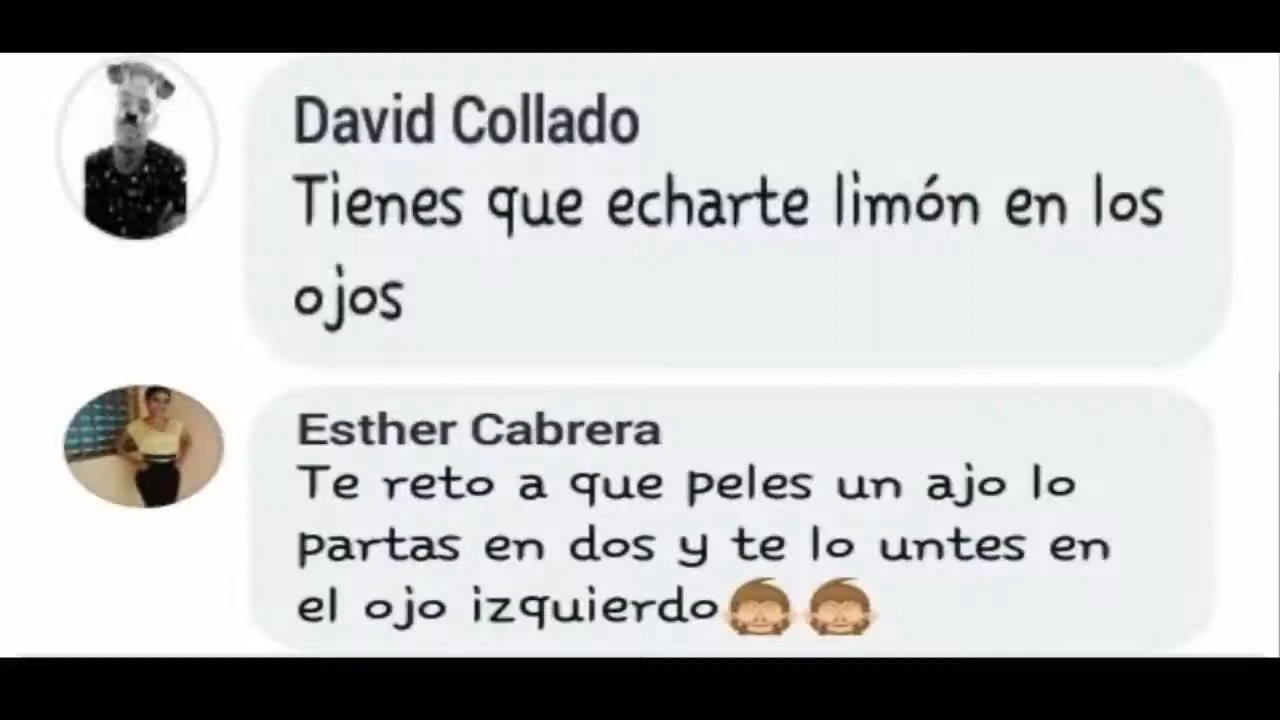 David Collado
Tienes que echarte limón en los
ojos
Esther Cabrera
Te reto a que peles un ajo lo
partas en dos y te lo untes en
el ojo izquierdo🙈🙈